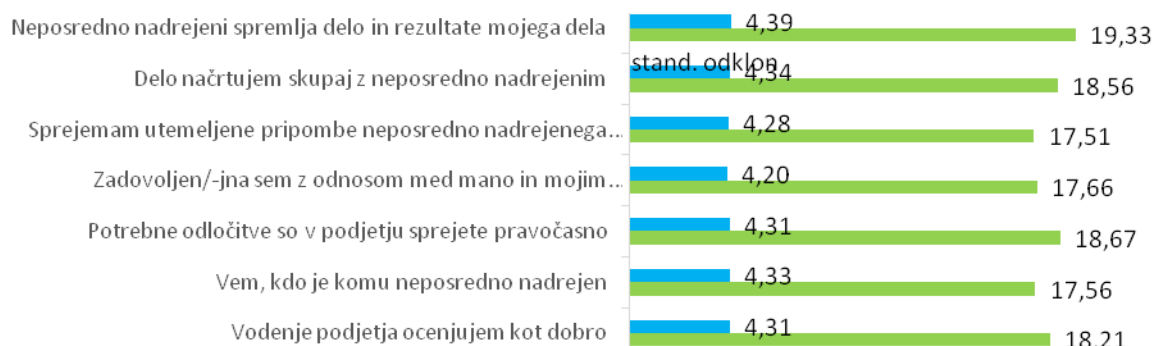 Neposredno nadrejeni spremlja delo in rezultate mojega dela
4,39
19,33
stand. odklon
Delo načrtujem skupaj z neposredno nadrejenim
4,34
18,56
Sprejemam utemeljene pripombe neposredno nadrejenega...
4,28
17,51
Zadovoljen/-jna sem z odnosom med mano in mojim...
4,20
17,66
Potrebne odločitve so v podjetju sprejete pravočasno
4,31
18,67
Vem, kdo je komu neposredno nadrejen
4,33
17,56
Vodenje podjetja ocenjujem kot dobro
4,31
18,21